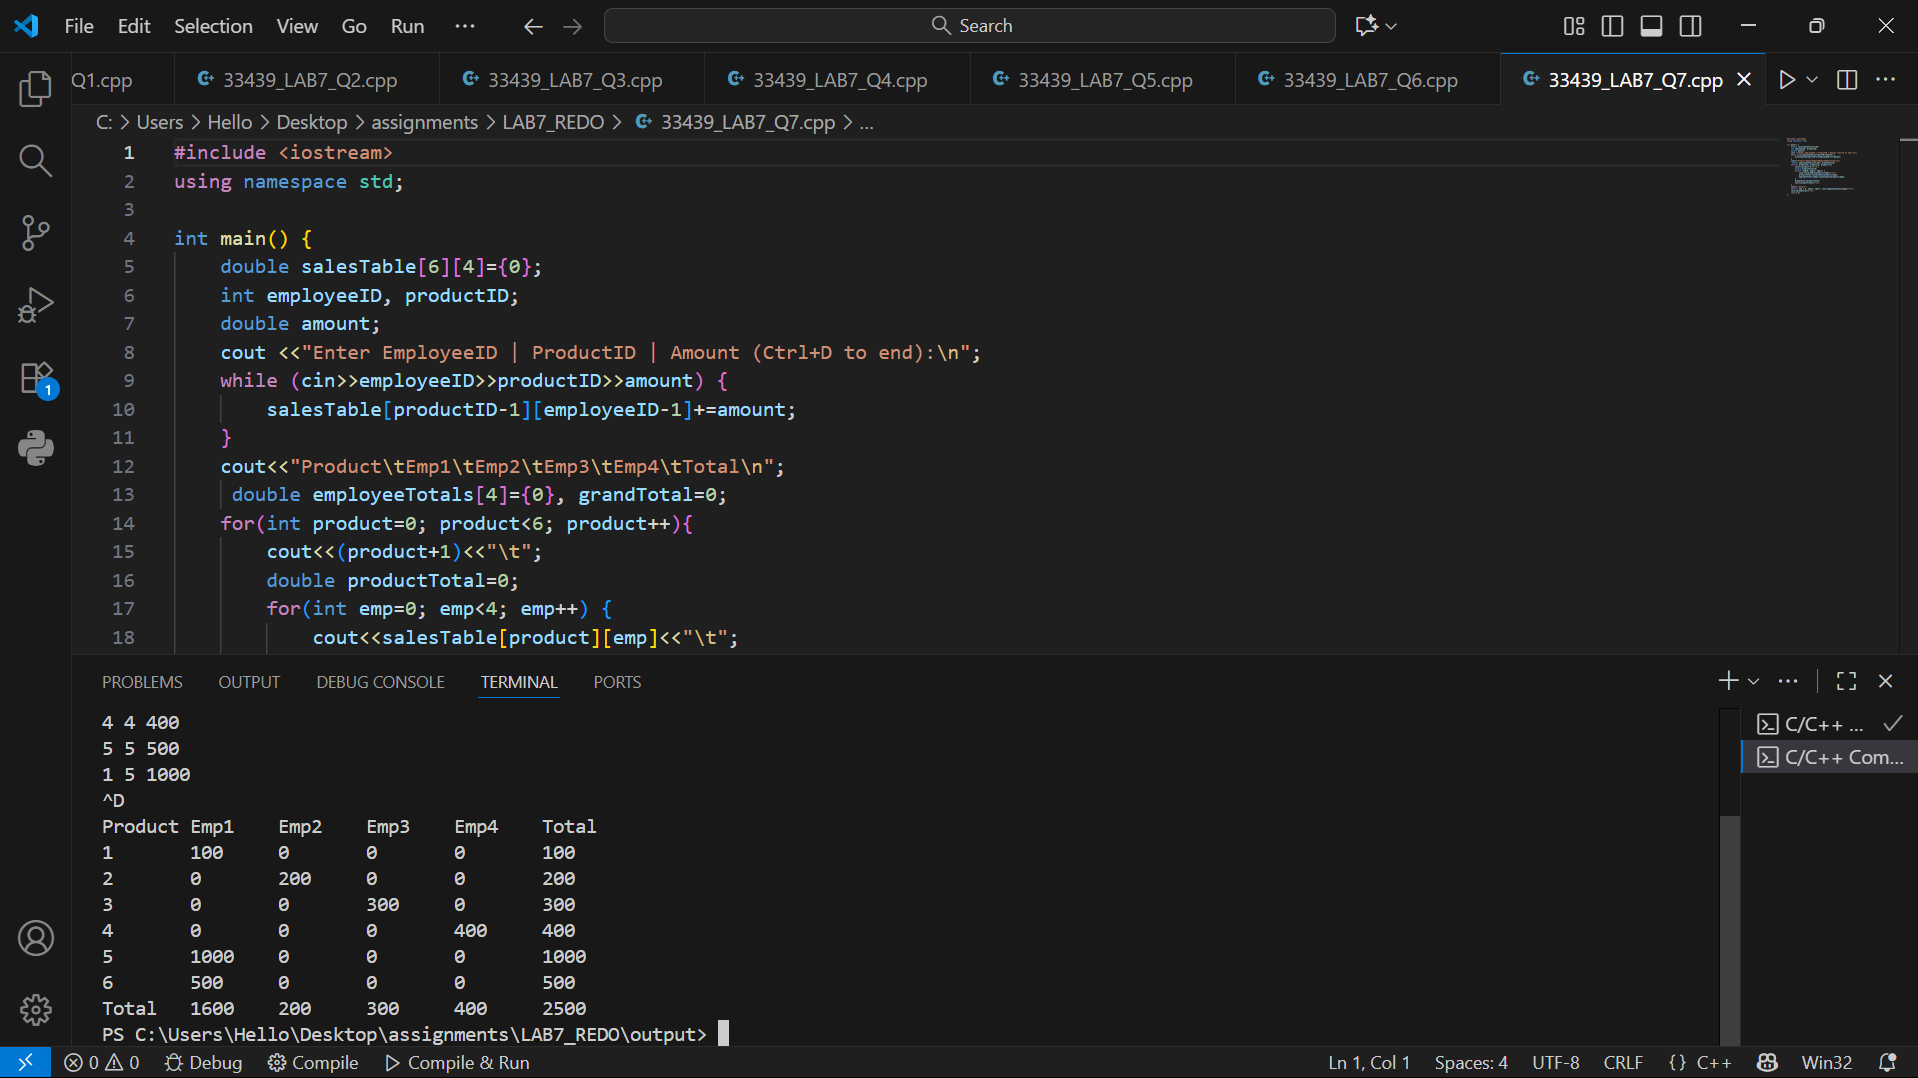 File Edit Selection View Go Run ··· Search
Q1.cpp 33439_LAB7_Q2.cpp 33439_LAB7_Q3.cpp 33439_LAB7_Q4.cpp 33439_LAB7_Q5.cpp 33439_LAB7_Q6.cpp 33439_LAB7_Q7.cpp
C: > Users > Hello > Desktop > assignments > LAB7_REDO > 33439_LAB7_Q7.cpp > ...
1 #include <iostream>
2 using namespace std;
3
4 int main() {
5 double salesTable[6][4]={0};
6 int employeeID, productID;
7 double amount;
8 cout <<"Enter EmployeeID | ProductID | Amount (Ctrl+D to end):\n";
9 while (cin>>employeeID>>productID>>amount) {
10 salesTable[productID-1][employeeID-1]+=amount;
11 }
12 cout<<"Product\tEmp1\tEmp2\tEmp3\tEmp4\tTotal\n";
13 double employeeTotals[4]={0}, grandTotal=0;
14 for(int product=0; product<6; product++){
15 cout<<(product+1)<<"\t";
16 double productTotal=0;
17 for(int emp=0; emp<4; emp++) {
18 cout<<salesTable[product][emp]<<"\t";
1
PROBLEMS OUTPUT DEBUG CONSOLE TERMINAL PORTS
4 4 400
5 5 500
1 5 1000
^D
Product Emp1 Emp2 Emp3 Emp4 Total
1 100 0 0 0 100
2 0 200 0 0 200
3 0 0 300 0 300
4 0 0 0 400 400
5 1000 0 0 0 1000
6 500 0 0 0 500
Total 1600 200 300 400 2500
PS C:\Users\Hello\Desktop\assignments\LAB7_REDO\output>
C/C++ ...
C/C++ Com...
0 0 Debug Compile Compile & Run Ln 1, Col 1 Spaces: 4 UTF-8 CRLF {} C++ Win32